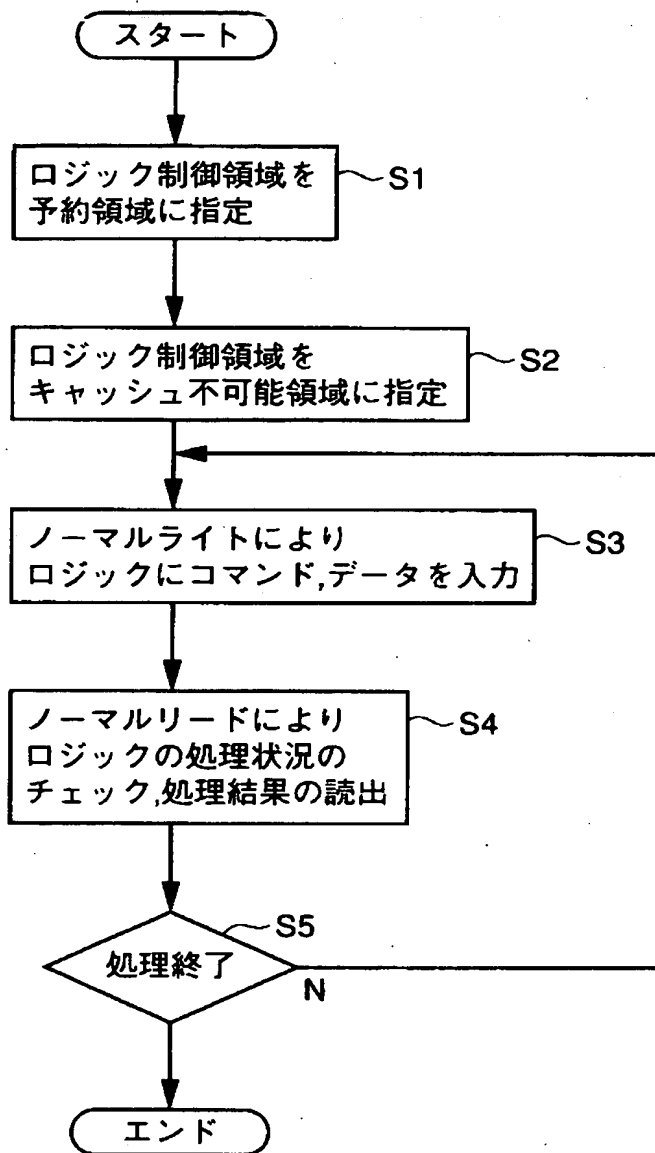 スタート
ロジック制御領域を
予約領域に指定
S1
ロジック制御領域を
キャッシュ不可能領域に指定
S2
ノーマルライトにより
ロジックにコマンド,データを入力
S3
ノーマルリードにより
ロジックの処理状況の
チェック,処理結果の読出
S4
処理終了
S5
N
エンド